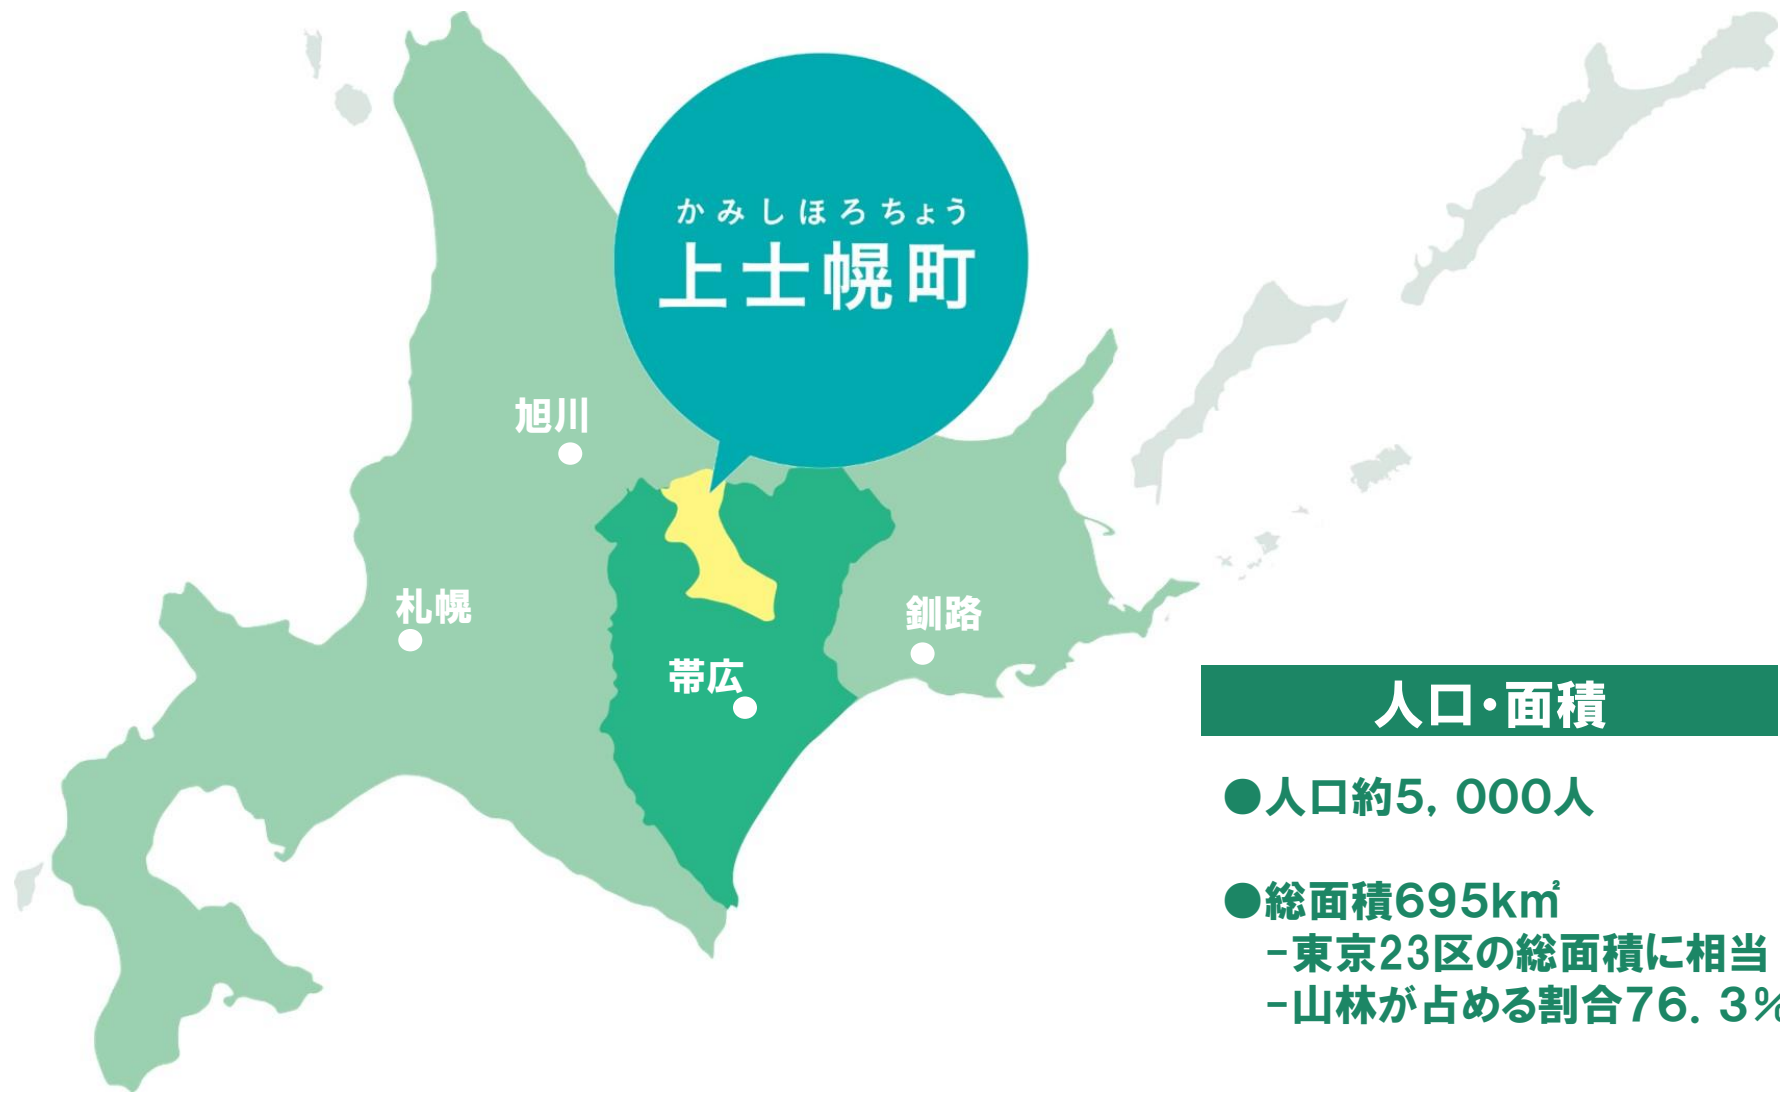 かみしほろちょう
上士幌町
旭川
札幌
釧路
帯広
人口・面積
●人口約5，000人
●総面積695k㎡
－東京23区の総面積に相当
－山林が占める割合76．3%